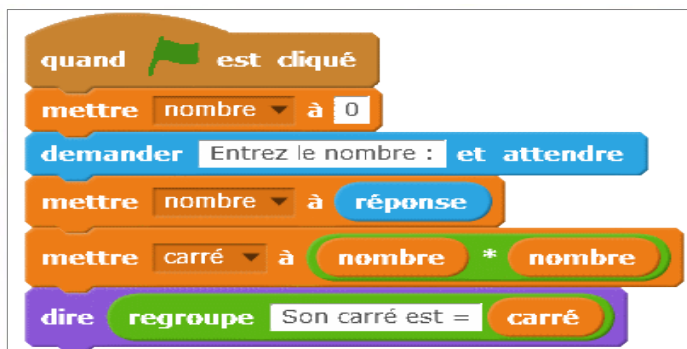 quand est cliqué
mettre nombre à 0
demander Entrez le nombre : et attendre
mettre nombre à réponse
mettre carré à nombre * nombre
dire regroupe Son carré est = carré